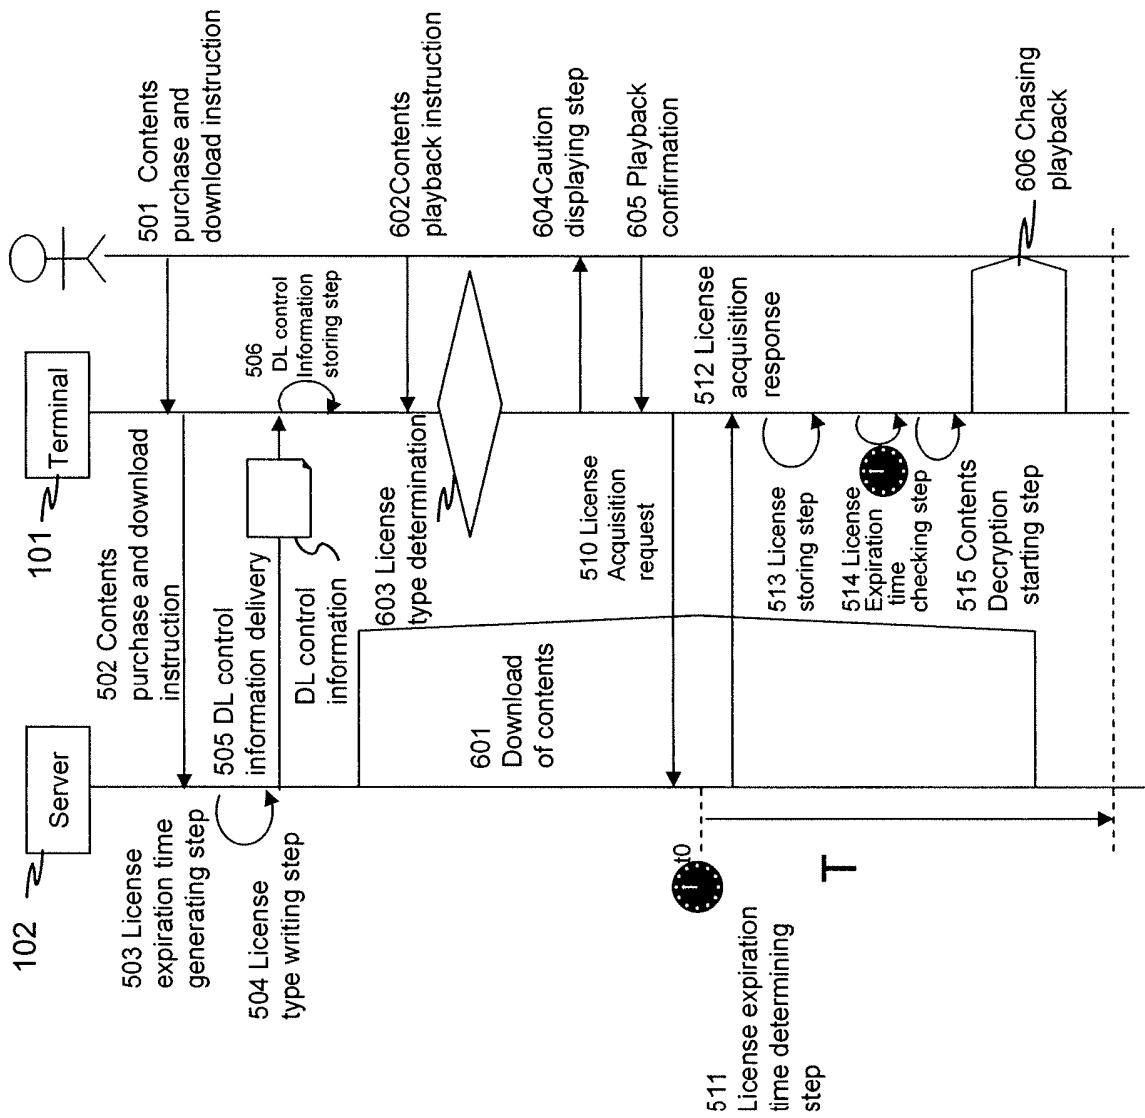 102
Server
101
Terminal
501 Contents
purchase and
download instruction
502 Contents
purchase and download
instruction
503 License
expiration time
generating step
504 License
type writing step
505 DL control
information delivery
DL control
information
506
DL control
Information
storing step
601
Download
of contents
602Contents
playback instruction
603 License
type determination
604Caution
displaying step
605 Playback
confirmation
510 License
Acquisition
request
t0
T
511
License expiration
time determining
step
512 License
acquisition
response
513 License
storing step
514 License
Expiration
time
checking step
515 Contents
Decryption
starting step
606 Chasing
playback